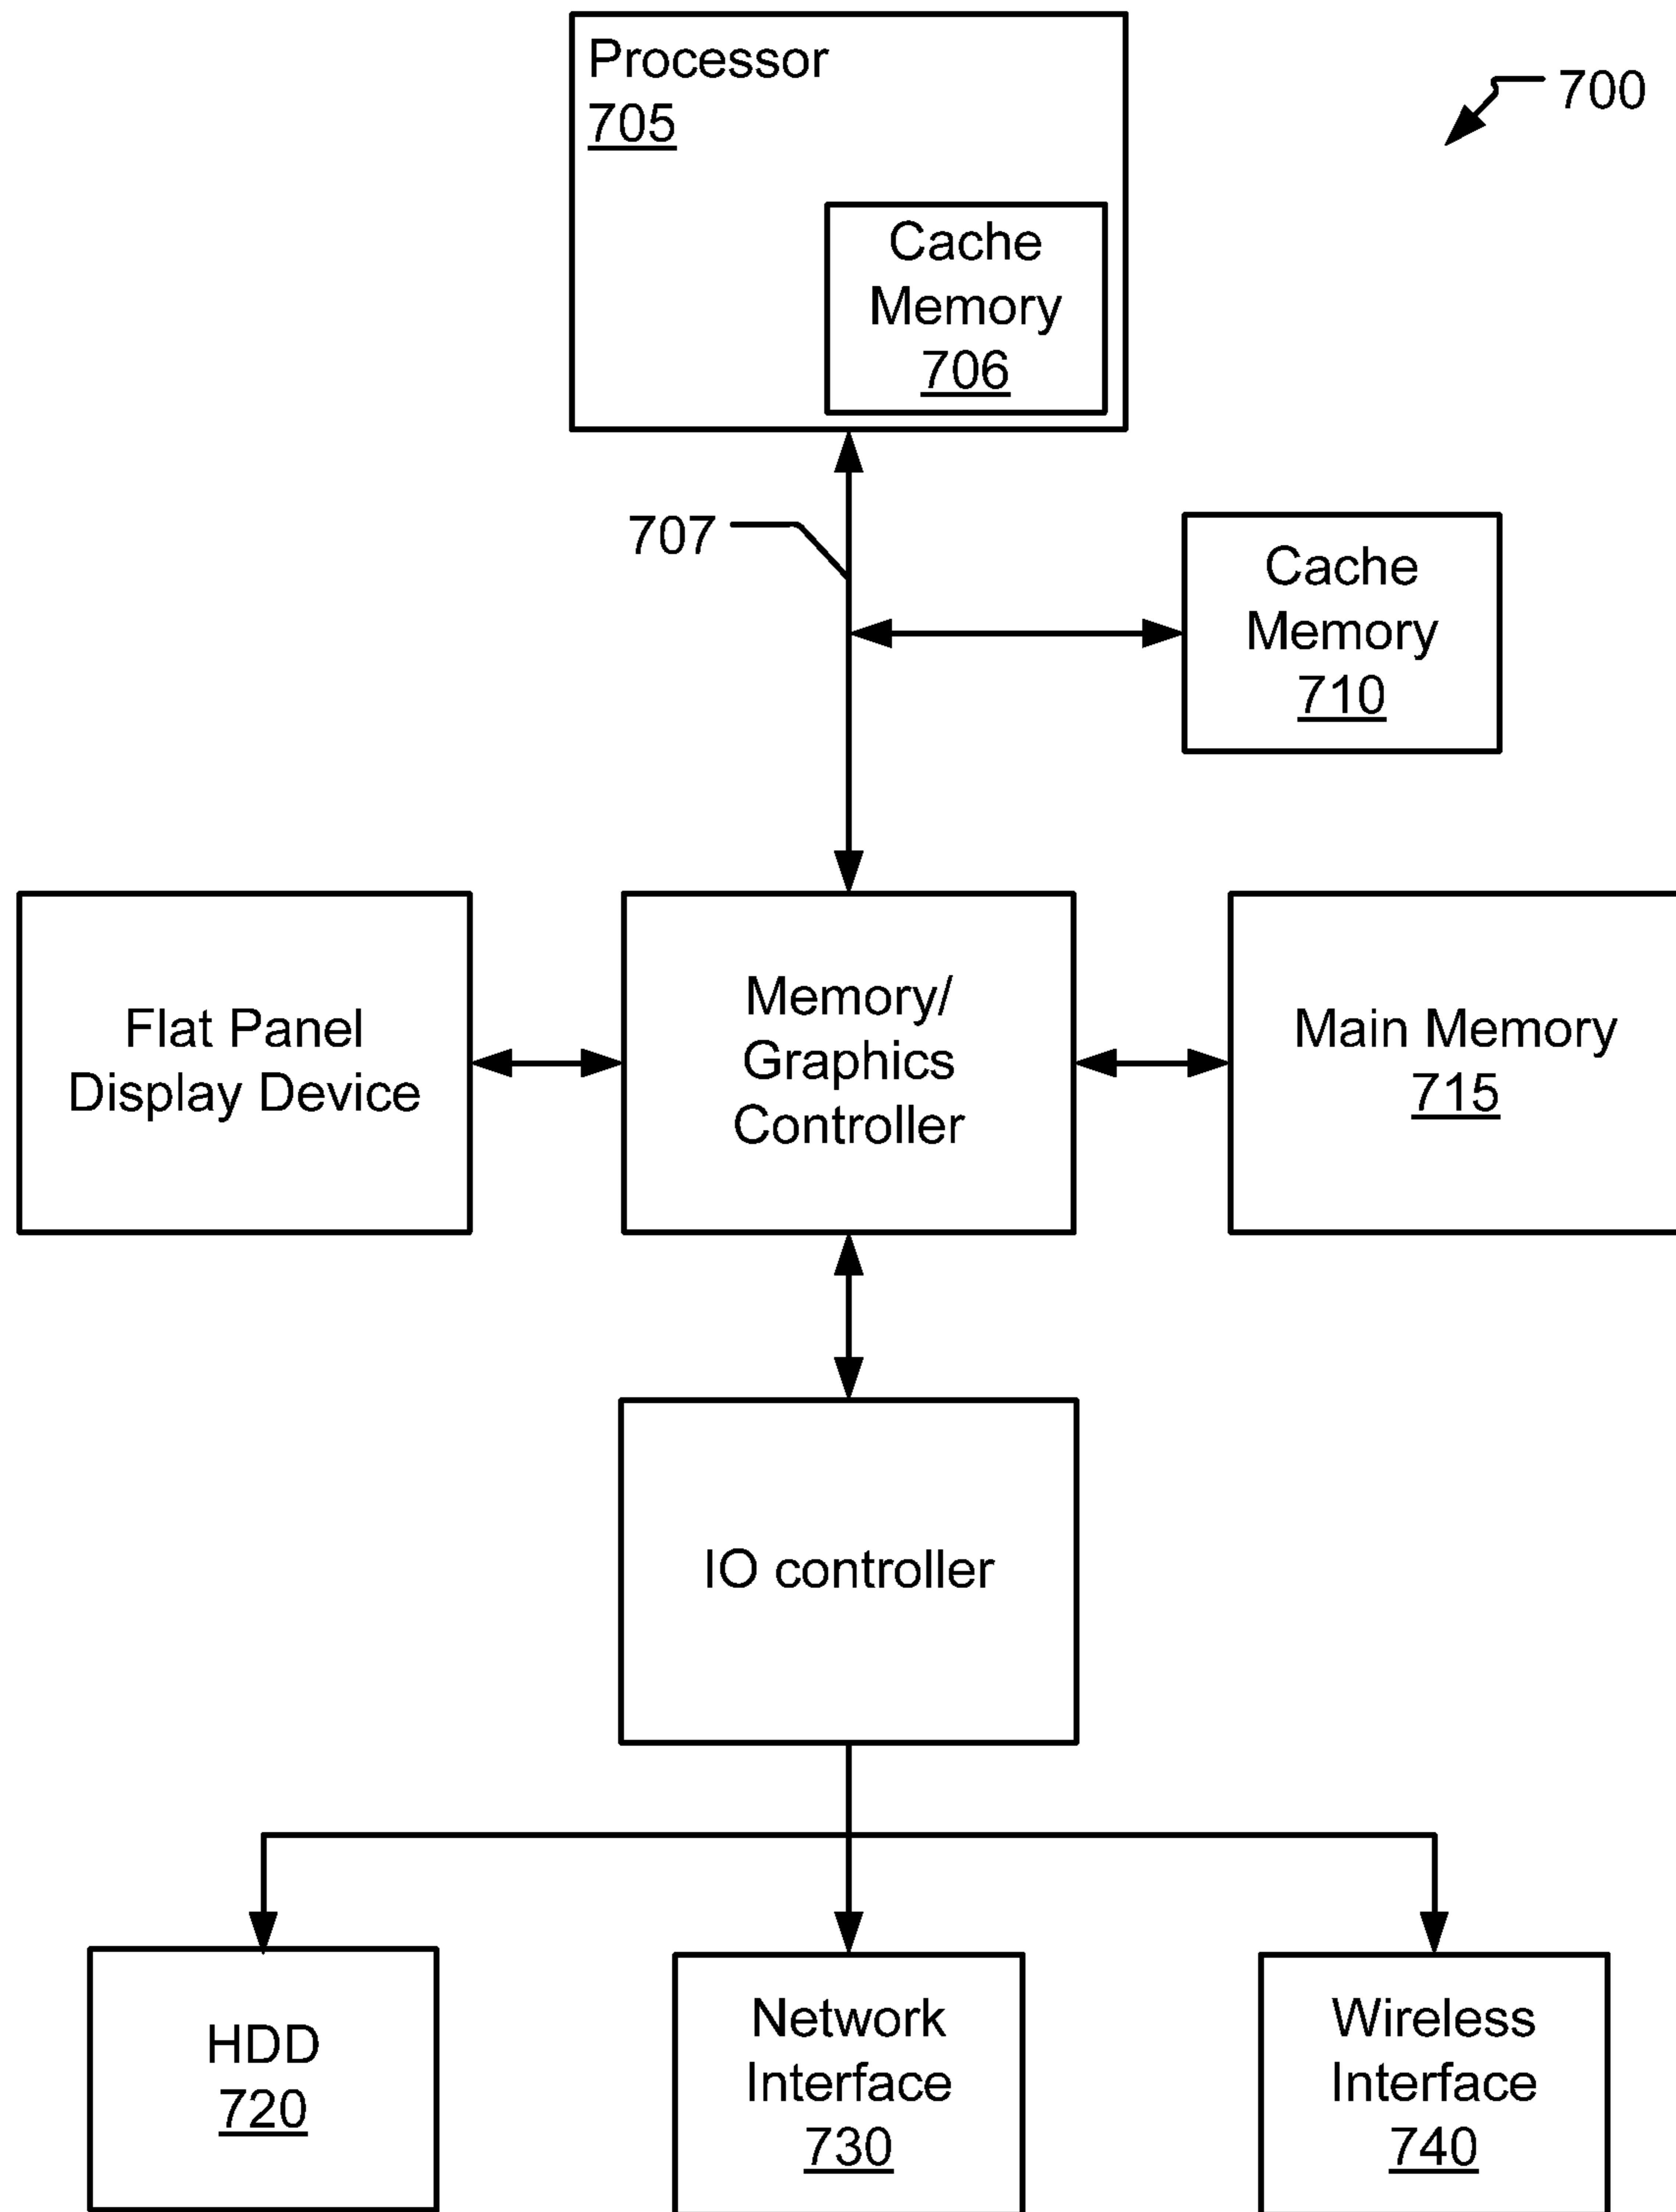 Processor
705
700
Cache
Memory
706
707
Cache
Memory
710
Flat Panel
Display Device
Memory/
Graphics
Controller
Main Memory
715
IO controller
HDD
720
Network
Interface
730
Wireless
Interface
740